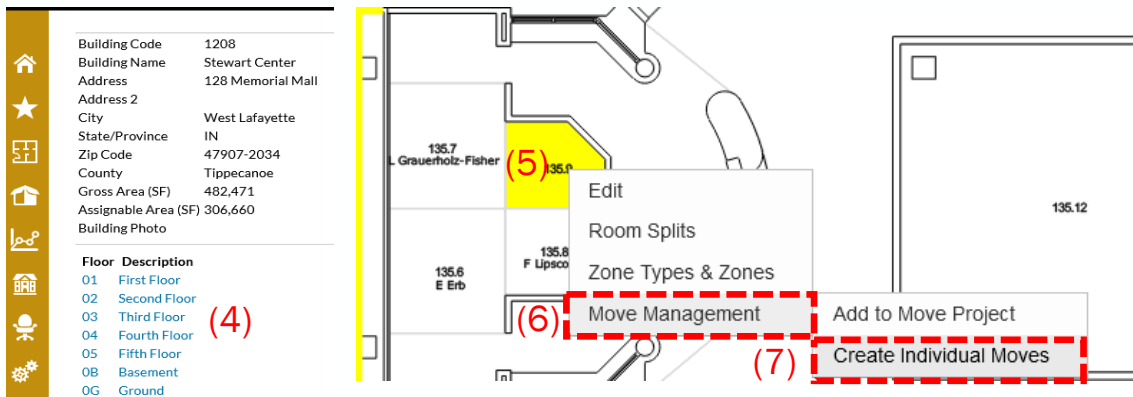 Building Code 1208
Building Name Stewart Center
Address 128 Memorial Mall
Address 2
City West Lafayette
State/Province IN
Zip Code 47907-2034
County Tippecanoe
Gross Area (SF) 482,471
Assignable Area (SF) 306,660
Building Photo
Floor Description
01 First Floor
02 Second Floor
03 Third Floor
04 Fourth Floor
05 Fifth Floor
0B Basement
0G Ground
(4)
135.7
L Grauerholz-Fisher
(5)
135.9
135.6
E Erb
135.8
F Lipsco
135.12
Edit
Room Splits
Zone Types & Zones
(6)
Move Management
Add to Move Project
(7)
Create Individual Moves